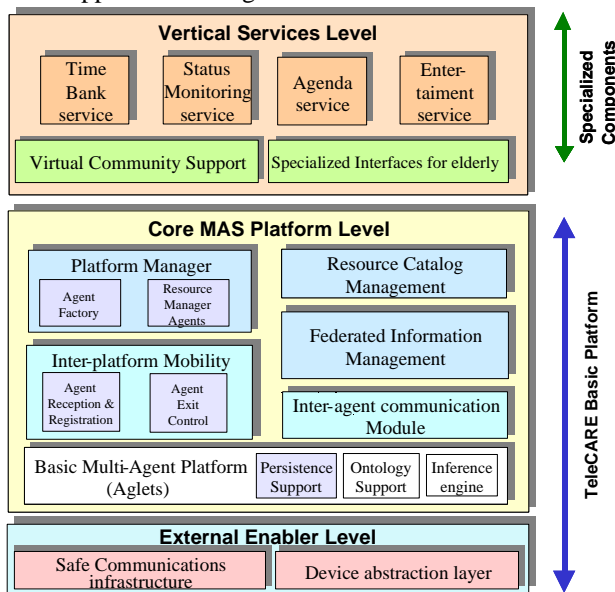 Vertical Services Level
Time
Bank
service
Status
Monitoring
service
Agenda
service
Enter-
taiment
service
Virtual Community Support
Specialized Interfaces for elderly
Specialized
Components
Core MAS Platform Level
Platform Manager
Agent
Factory
Resource
Manager
Agents
Resource Catalog
Management
Federated Information
Management
Inter-platform Mobility
Agent
Reception &
Registration
Agent
Exit
Control
Inter-agent communication
Module
Basic Multi-Agent Platform
(Aglets)
Persistence
Support
Ontology
Support
Inference
engine
TeleCARE Basic Platform
External Enabler Level
Safe Communications
infrastructure
Device abstraction layer